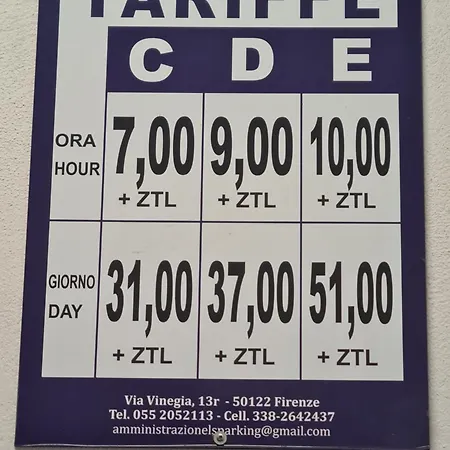 TARIFFE
C D E
ORA
HOUR
7,00 9,00 10,00
+ ZTL + ZTL + ZTL
GIORNO
DAY
31,00 37,00 51,00
+ ZTL + ZTL + ZTL
Via Vinegia, 13r - 50122 Firenze
Tel. 055 2052113 - Cell. 338-2642437
amministrazionelsparking@gmail.com